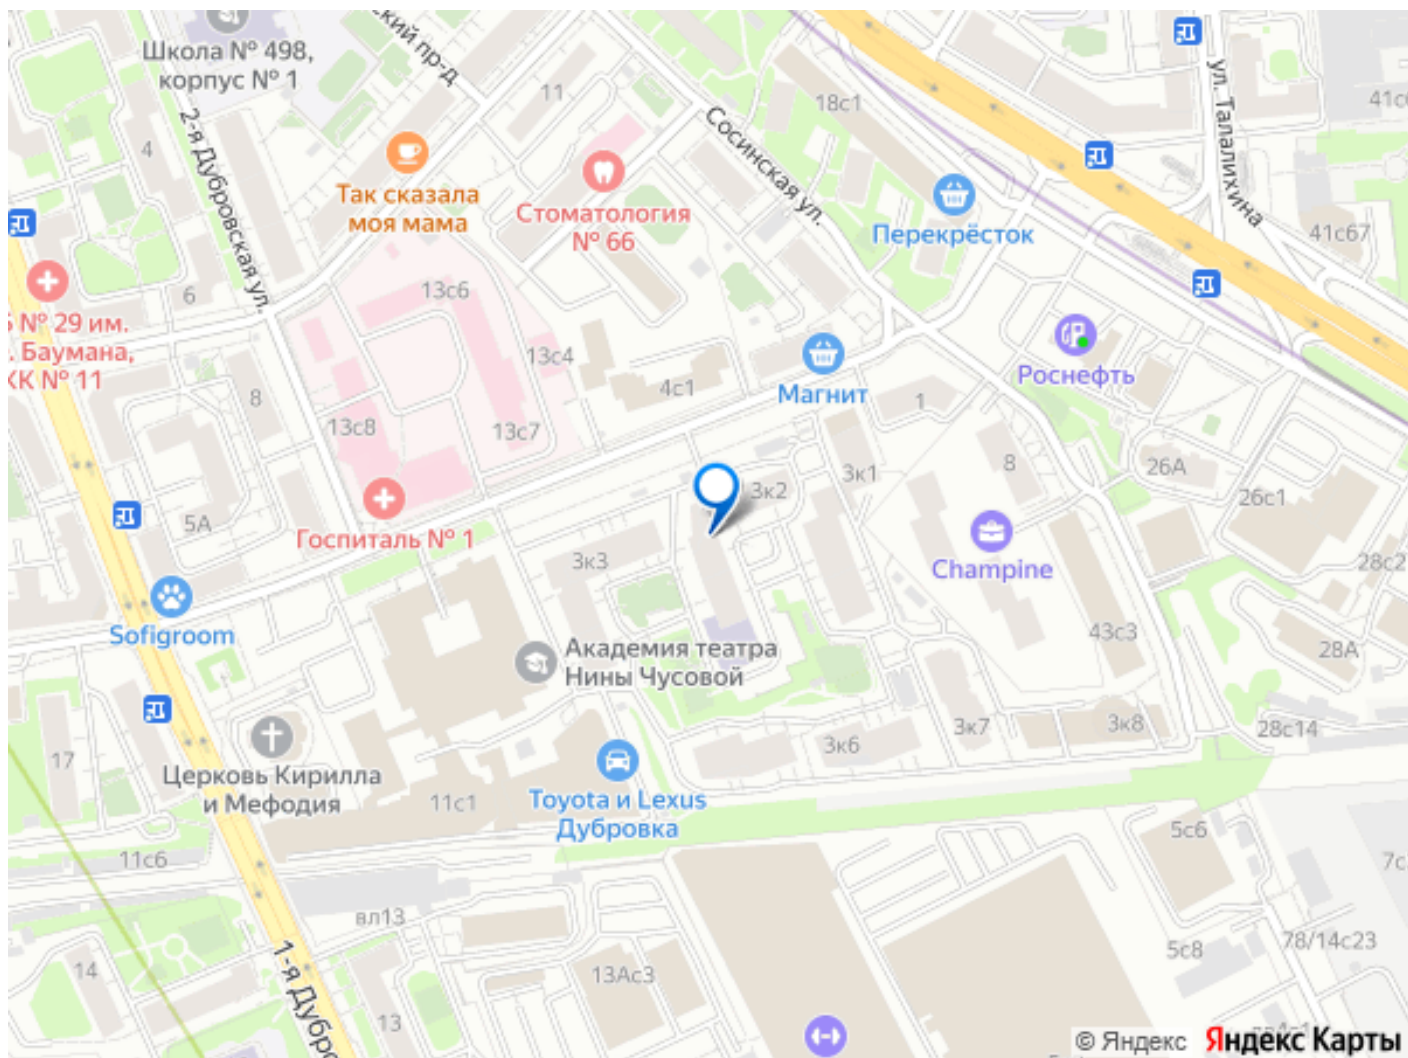 Школа № 498,
корпус № 1
ский пр-д
11
18с1
ул. Талалихина
41с6
2-я Дубровская ул.
4
Так сказала
моя мама
Стоматология
№ 66
Сосинская ул.
Перекрёсток
41с67
6
13с6
№ 29 им.
. Баумана,
КК № 11
13с4
Магнит
Роснефть
8
4с1
1
13с8
13с7
3к1
8
26А
3к2
26с1
5А
Госпиталь № 1
3к3
Champine
28с2
Sofigroom
Академия театра
Нины Чусовой
43с3
28А
17
Церковь Кирилла
и Мефодия
3к6
3к7
3к8
28с14
11с1
Toyota и Lexus
Дубровка
5с6
11с6
7с
вл13
1-я Дубро
14
13
13Ас3
5с8
78/14с23
© Яндекс
Яндекс Карты